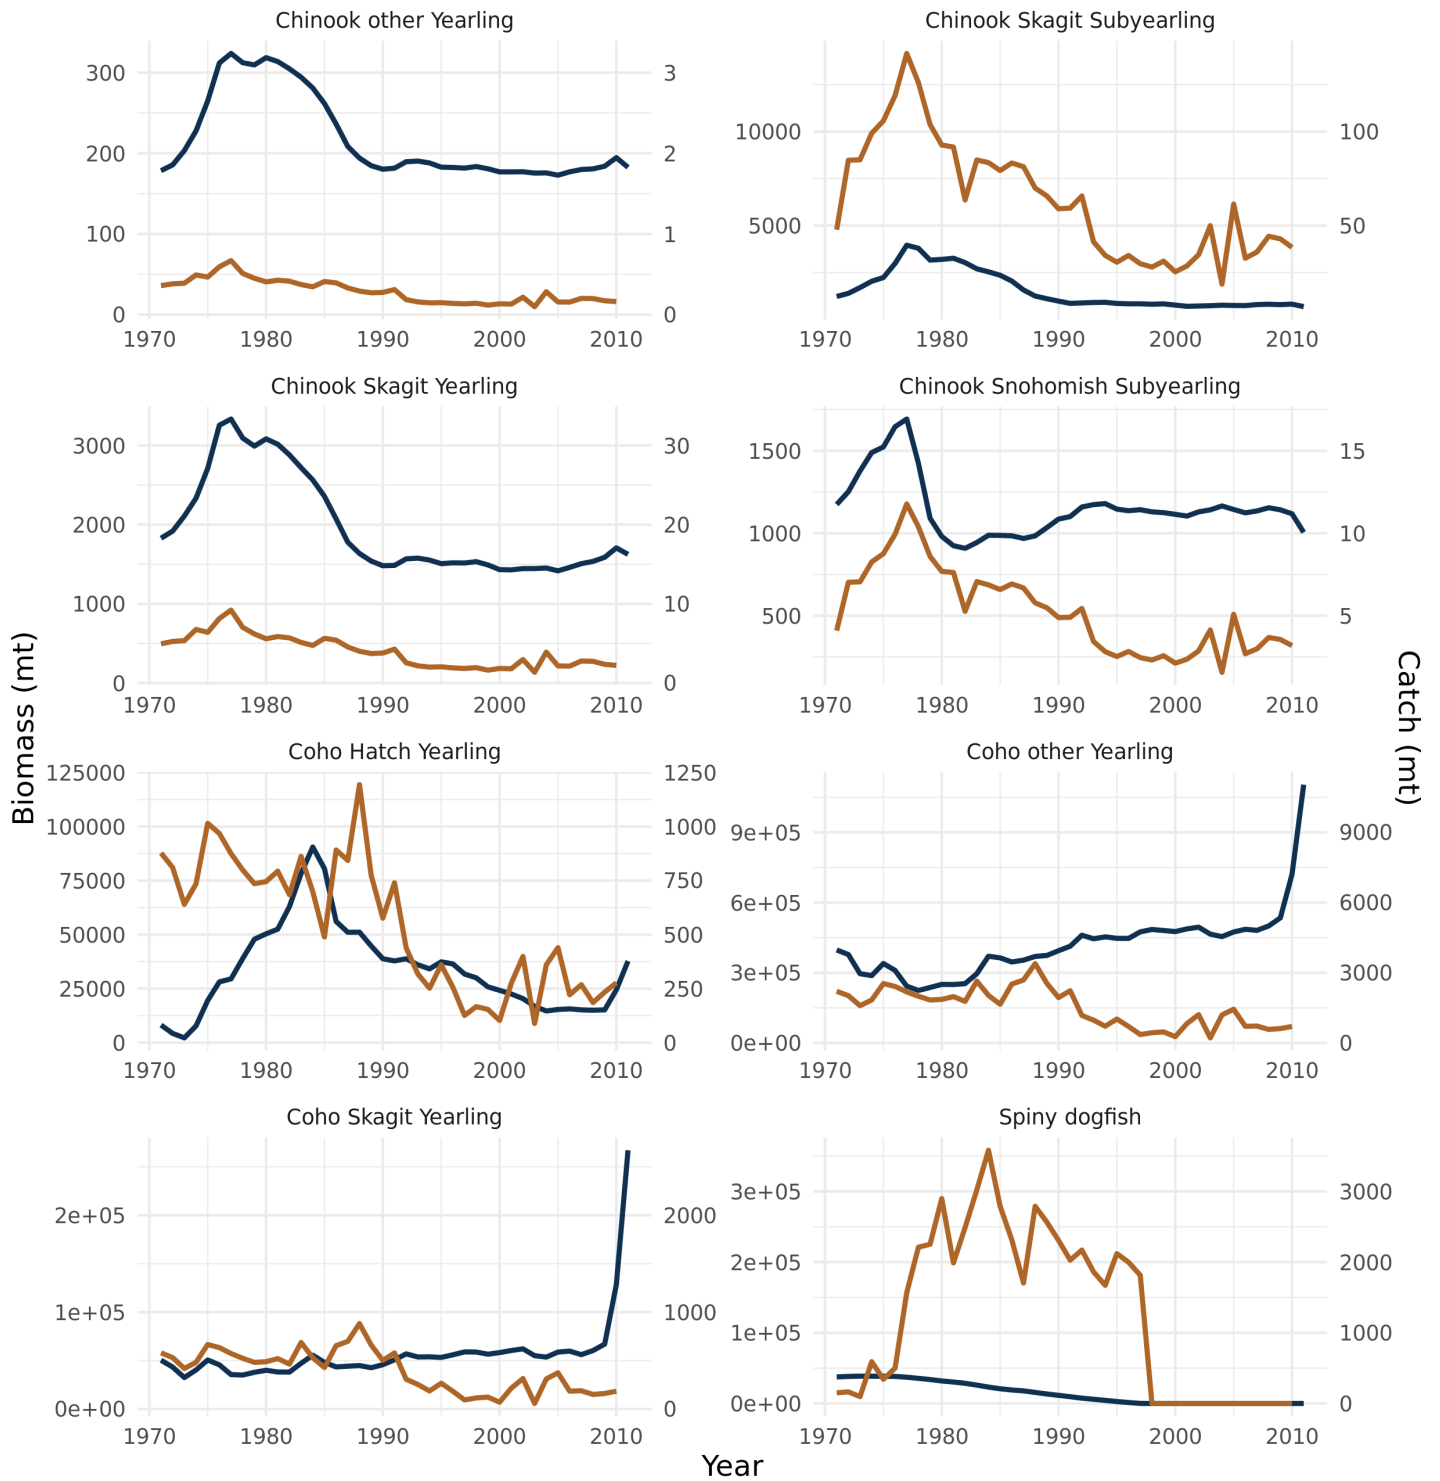 Chinook other Yearling
Chinook Skagit Subyearling
300
200
100
0
3
2
1
0
10000
5000
100
50
1970 1980 1990 2000 2010
1970 1980 1990 2000 2010
Chinook Skagit Yearling
Chinook Snohomish Subyearling
3000
2000
1000
0
30
20
10
0
1500
1000
500
15
10
5
1970 1980 1990 2000 2010
1970 1980 1990 2000 2010
Biomass (mt)
Catch (mt)
Coho Hatch Yearling
Coho other Yearling
125000
100000
75000
50000
25000
0
1250
1000
750
500
250
0
9e+05
6e+05
3e+05
0e+00
9000
6000
3000
0
1970 1980 1990 2000 2010
1970 1980 1990 2000 2010
Coho Skagit Yearling
Spiny dogfish
2e+05
1e+05
0e+00
2000
1000
0
3e+05
2e+05
1e+05
0e+00
3000
2000
1000
0
1970 1980 1990 2000 2010
1970 1980 1990 2000 2010
Year